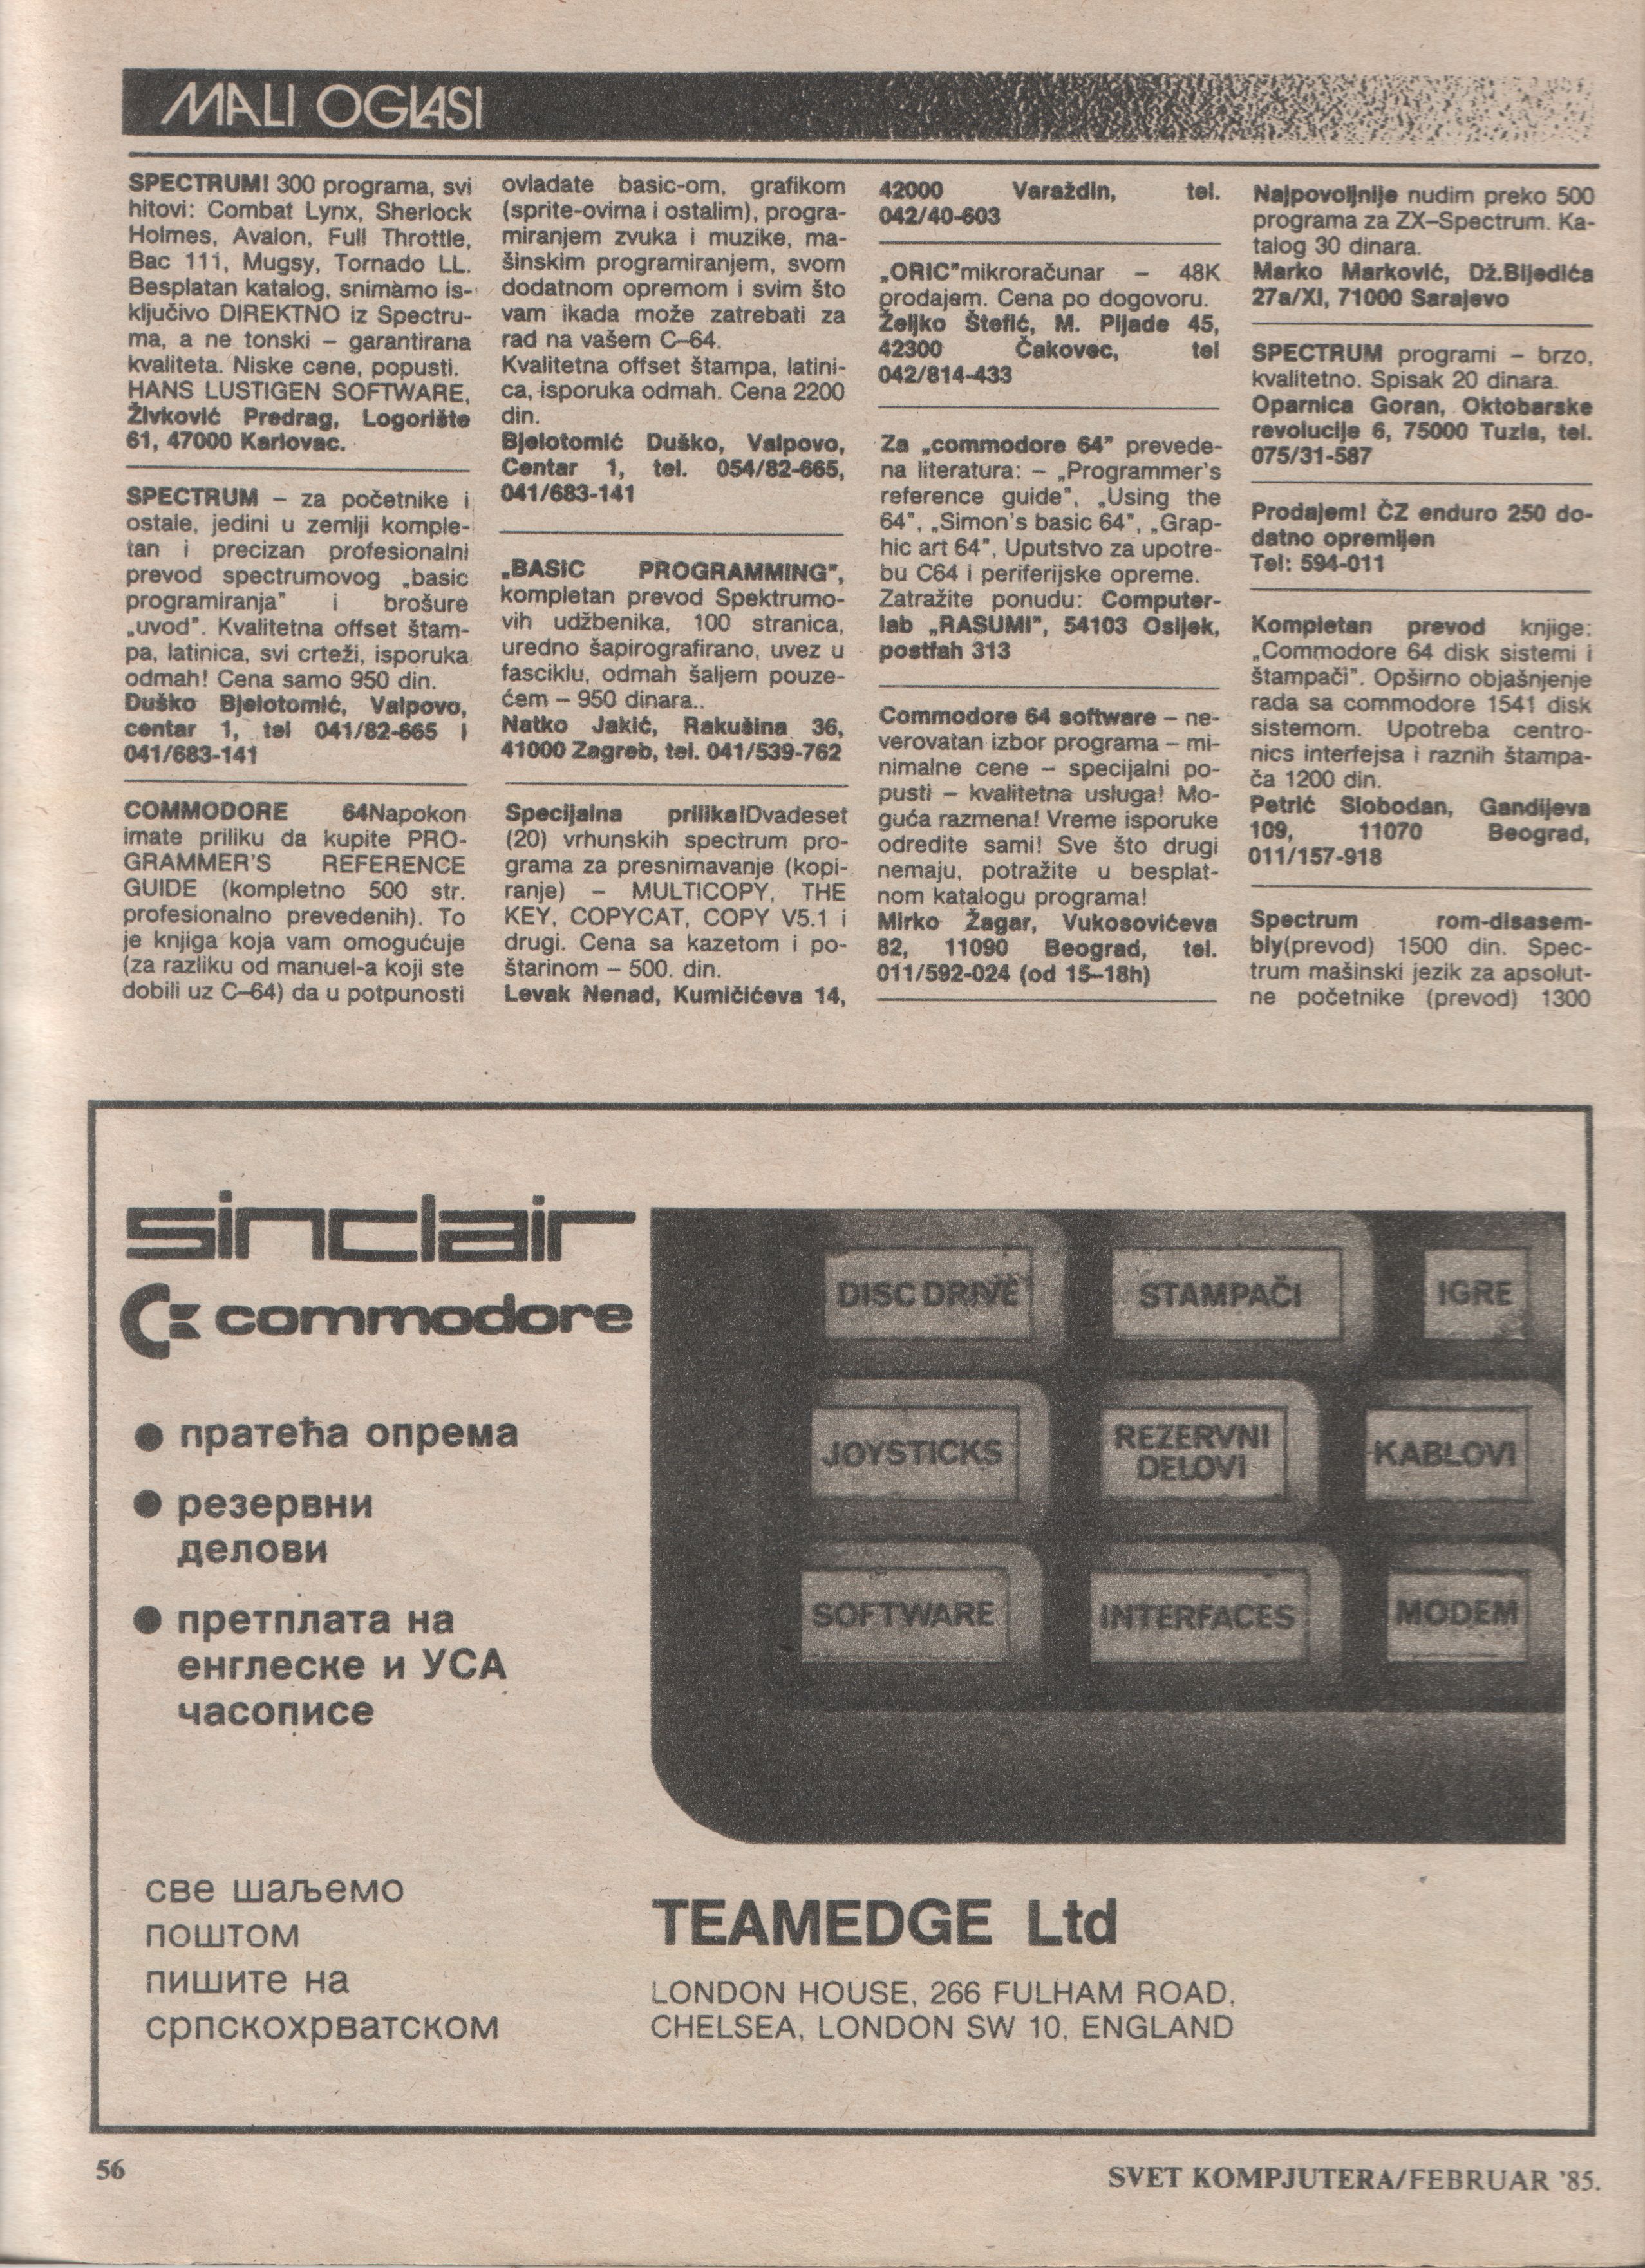 MALI OGLASI
SPECTRUM! 300 programa, svi
hitovi: Combat Lynx, Sherlock
Holmes, Avalon, Full Throttle,
Bac 111, Mugsy, Tornado LL.
Besplatan katalog, snimamo is-
ključivo DIREKTNO iz Spectru-
ma, a ne tonski – garantirana
kvaliteta. Niske cene, popusti.
HANS LUSTIGEN SOFTWARE,
Živković Predrag, Logorište
61, 47000 Karlovac.
SPECTRUM – za početnike i
ostale, jedini u zemlji komple-
tan i precizan profesionalni
prevod spectrumovog „basic
programiranja" i brošure
„uvod". Kvalitetna offset štam-
pa, latinica, svi crteži, isporuka
odmah! Cena samo 950 din.
Duško Bjelotomić, Valpovo,
centar 1, tel 041/82-665 i
041/683-141
COMMODORE 64Napokon
imate priliku da kupite PRO-
GRAMMER'S REFERENCE
GUIDE (kompletno 500 str.
profesionalno prevedenih). To
je knjiga koja vam omogućuje
(za razliku od manuel-a koji ste
dobili uz C–64) da u potpunosti
ovladate basic-om, grafikom
(sprite-ovima i ostalim), progra-
miranjem zvuka i muzike, ma-
šinskim programiranjem, svom
dodatnom opremom i svim što
vam ikada može zatrebati za
rad na vašem C–64.
Kvalitetna offset štampa, latini-
ca, isporuka odmah. Cena 2200
din.
Bjelotomić Duško, Valpovo,
Centar 1, tel. 054/82-665,
041/683-141
„BASIC PROGRAMMING",
kompletan prevod Spektrumo-
vih udžbenika, 100 stranica,
uredno šapirografirano, uvez u
fasciklu, odmah šaljem pouze-
ćem – 950 dinara..
Natko Jakić, Rakušina 36,
41000 Zagreb, tel. 041/539-762
Specijalna prilika!Dvadeset
(20) vrhunskih spectrum pro-
grama za presnimavanje (kopi-
ranje) – MULTICOPY, THE
KEY, COPYCAT, COPY V5.1 i
drugi. Cena sa kazetom i po-
štarinom – 500. din.
Levak Nenad, Kumičićeva 14,
42000 Varaždin, tel.
042/40-603
„ORIC"mikroračunar – 48K
prodajem. Cena po dogovoru.
Željko Štefić, M. Pijade 45,
42300 Čakovec, tel
042/814-433
Za „commodore 64" prevede-
na literatura: – „Programmer's
reference guide", „Using the
64", „Simon's basic 64", „Grap-
hic art 64", Uputstvo za upotre-
bu C64 i periferijske opreme.
Zatražite ponudu: Computer-
lab „RASUMI", 54103 Osijek,
postfah 313
Commodore 64 software – ne-
verovatan izbor programa – mi-
nimalne cene – specijalni po-
pusti – kvalitetna usluga! Mo-
guća razmena! Vreme isporuke
odredite sami! Sve što drugi
nemaju, potražite u besplat-
nom katalogu programa!
Mirko Žagar, Vukosovićeva
82, 11090 Beograd, tel.
011/592-024 (od 15–18h)
Najpovoljnije nudim preko 500
programa za ZX–Spectrum. Ka-
talog 30 dinara.
Marko Marković, Dž.Bijedića
27a/XI, 71000 Sarajevo
SPECTRUM programi – brzo,
kvalitetno. Spisak 20 dinara.
Oparnica Goran, Oktobarske
revolucije 6, 75000 Tuzla, tel.
075/31-587
Prodajem! ČZ enduro 250 do-
datno opremljen
Tel: 594-011
Kompletan prevod knjige:
„Commodore 64 disk sistemi i
štampači". Opširno objašnjenje
rada sa commodore 1541 disk
sistemom. Upotreba centro-
nics interfejsa i raznih štampa-
ča 1200 din.
Petrić Slobodan, Gandijeva
109, 11070 Beograd,
011/157-918
Spectrum rom-disasem-
bly(prevod) 1500 din. Spec-
trum mašinski jezik za apsolut-
ne početnike (prevod) 1300
sinclair
commodore
● пратећа опрема
● резервни
делови
● претплата на
енглеске и УСА
часописе
DISC DRIVE STAMPAČI IGRE
JOYSTICKS REZERVNI DELOVI KABLOVI
SOFTWARE INTERFACES MODEM
све шаљемо
поштом
пишите на
српскохрватском
TEAMEDGE Ltd
LONDON HOUSE, 266 FULHAM ROAD,
CHELSEA, LONDON SW 10, ENGLAND
56
SVET KOMPJUTERA/FEBRUAR '85.